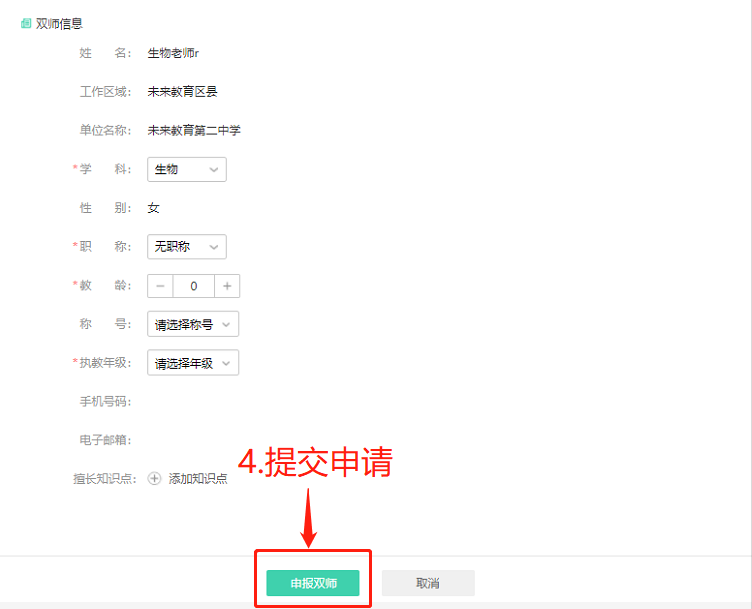 双师信息
姓 名: 生物老师r
工作区域: 未来教育区县
单位名称: 未来教育第二中学
*学 科: 生物
性 别: 女
*职 称: 无职称
*教 龄: − 0 +
称 号: 请选择称号
*执教年级: 请选择年级
手机号码:
电子邮箱:
擅长知识点: 添加知识点
4.提交申请
申报双师 取消